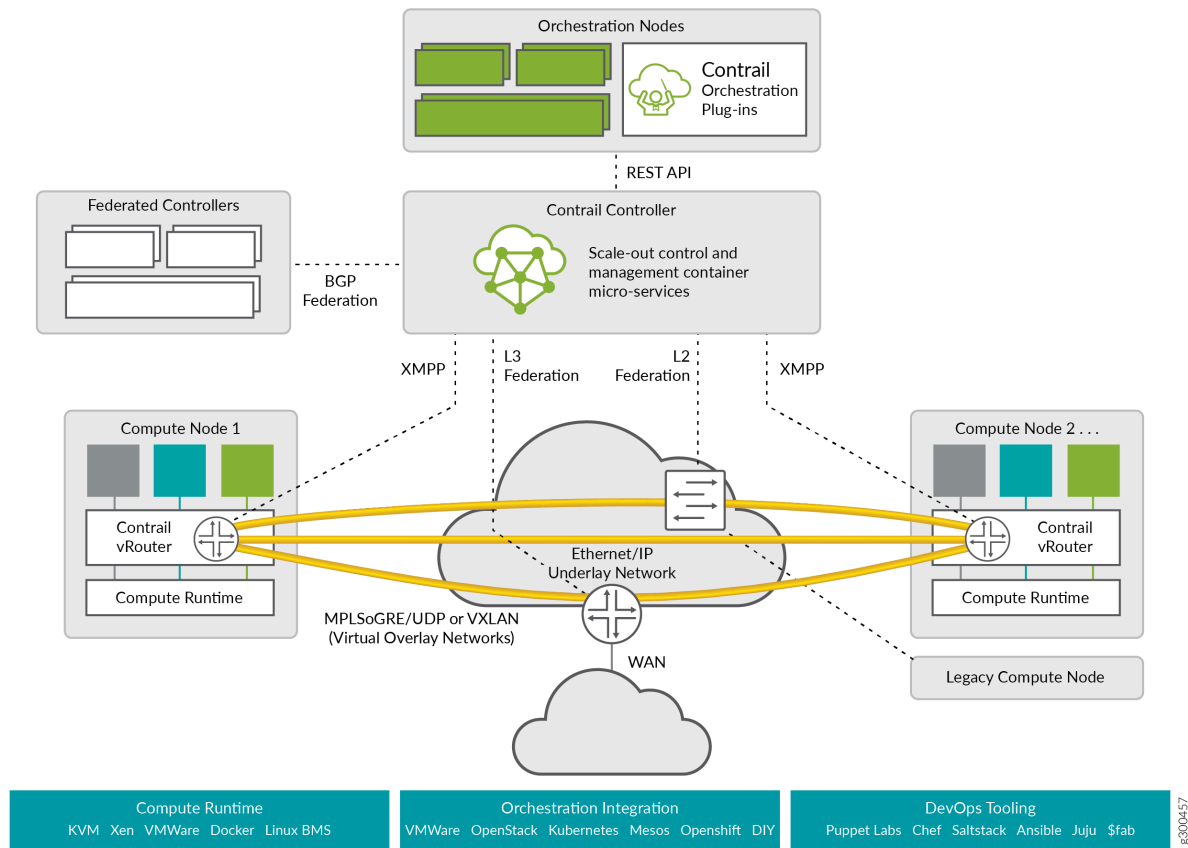 Orchestration Nodes
Contrail
Orchestration
Plug-ins
REST API
Federated Controllers
Contrail Controller
Scale-out control and
management container
micro-services
BGP
Federation
XMPP
L3
Federation
L2
Federation
XMPP
Compute Node 1
Contrail
vRouter
Compute Runtime
Compute Node 2 . . .
Contrail
vRouter
Compute Runtime
Ethernet/IP
Underlay Network
MPLSoGRE/UDP or VXLAN
(Virtual Overlay Networks)
WAN
Legacy Compute Node
Compute Runtime
KVM Xen VMWare Docker Linux BMS
Orchestration Integration
VMWare OpenStack Kubernetes Mesos Openshift DIY
DevOps Tooling
Puppet Labs Chef Saltstack Ansible Juju $fab
g300457